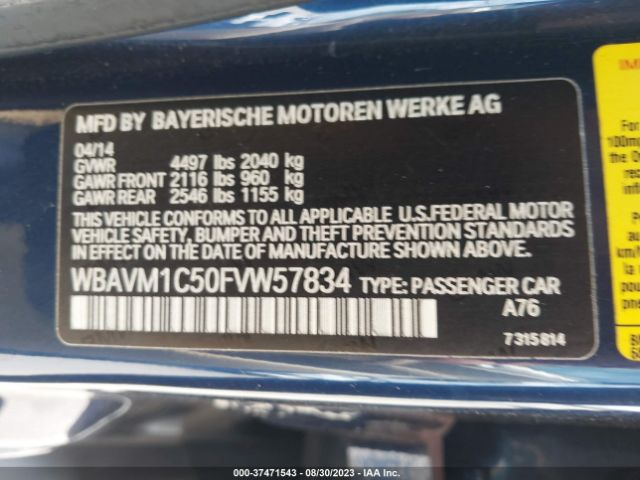 MFD BY BAYERISCHE MOTOREN WERKE AG
04/14
GVWR 4497 lbs 2040 kg
GAWR FRONT 2116 lbs 960 kg
GAWR REAR 2546 lbs 1155 kg
THIS VEHICLE CONFORMS TO ALL APPLICABLE U.S.FEDERAL MOTOR
VEHICLE SAFETY, BUMPER AND THEFT PREVENTION STANDARDS
IN EFFECT ON THE DATE OF MANUFACTURE SHOWN ABOVE.
WBAVM1C50FVW57834 TYPE: PASSENGER CAR
A76
7315814
For
100mp
the O
000-37471543 - 08/30/2023 - IAA Inc.